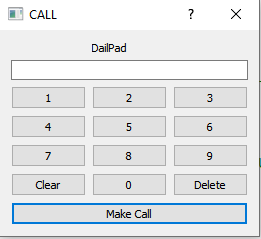 CALL ?
DailPad
1 2 3
4 5 6
7 8 9
Clear 0 Delete
Make Call